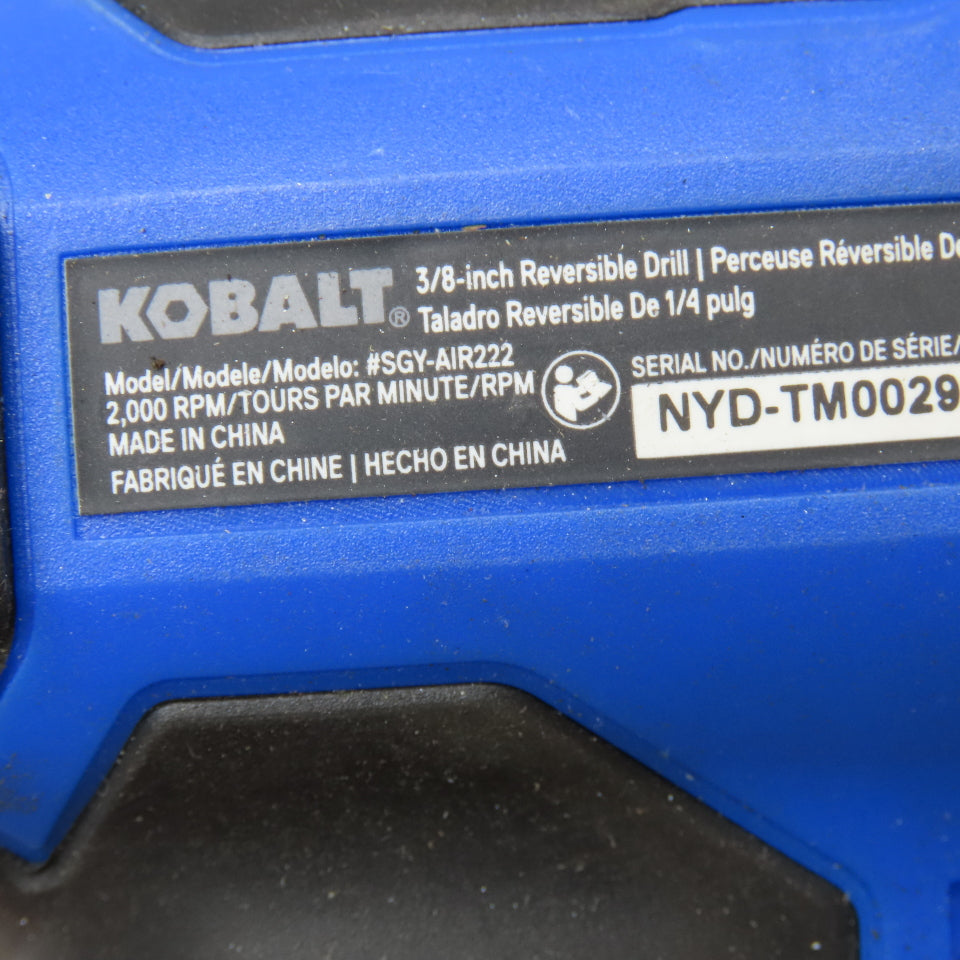 KOBALT®
3/8-inch Reversible Drill | Perceuse Réversible
Taladro Reversible De 1/4 pulg
Model/Modele/Modelo: #SGY-AIR222
2,000 RPM/TOURS PAR MINUTE/RPM
MADE IN CHINA
FABRIQUÉ EN CHINE | HECHO EN CHINA
SERIAL NO./NUMÉRO DE SÉRIE/
NYD-TM0029